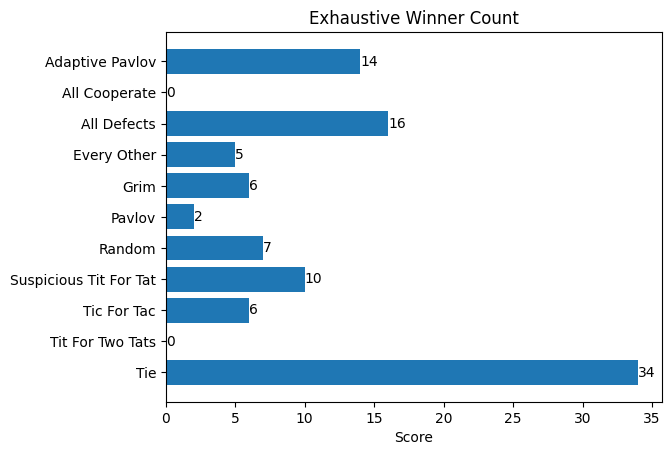 Exhaustive Winner Count
Adaptive Pavlov 14
All Cooperate 0
All Defects 16
Every Other 5
Grim 6
Pavlov 2
Random 7
Suspicious Tit For Tat 10
Tic For Tac 6
Tit For Two Tats 0
Tie 34
0 5 10 15 20 25 30 35
Score